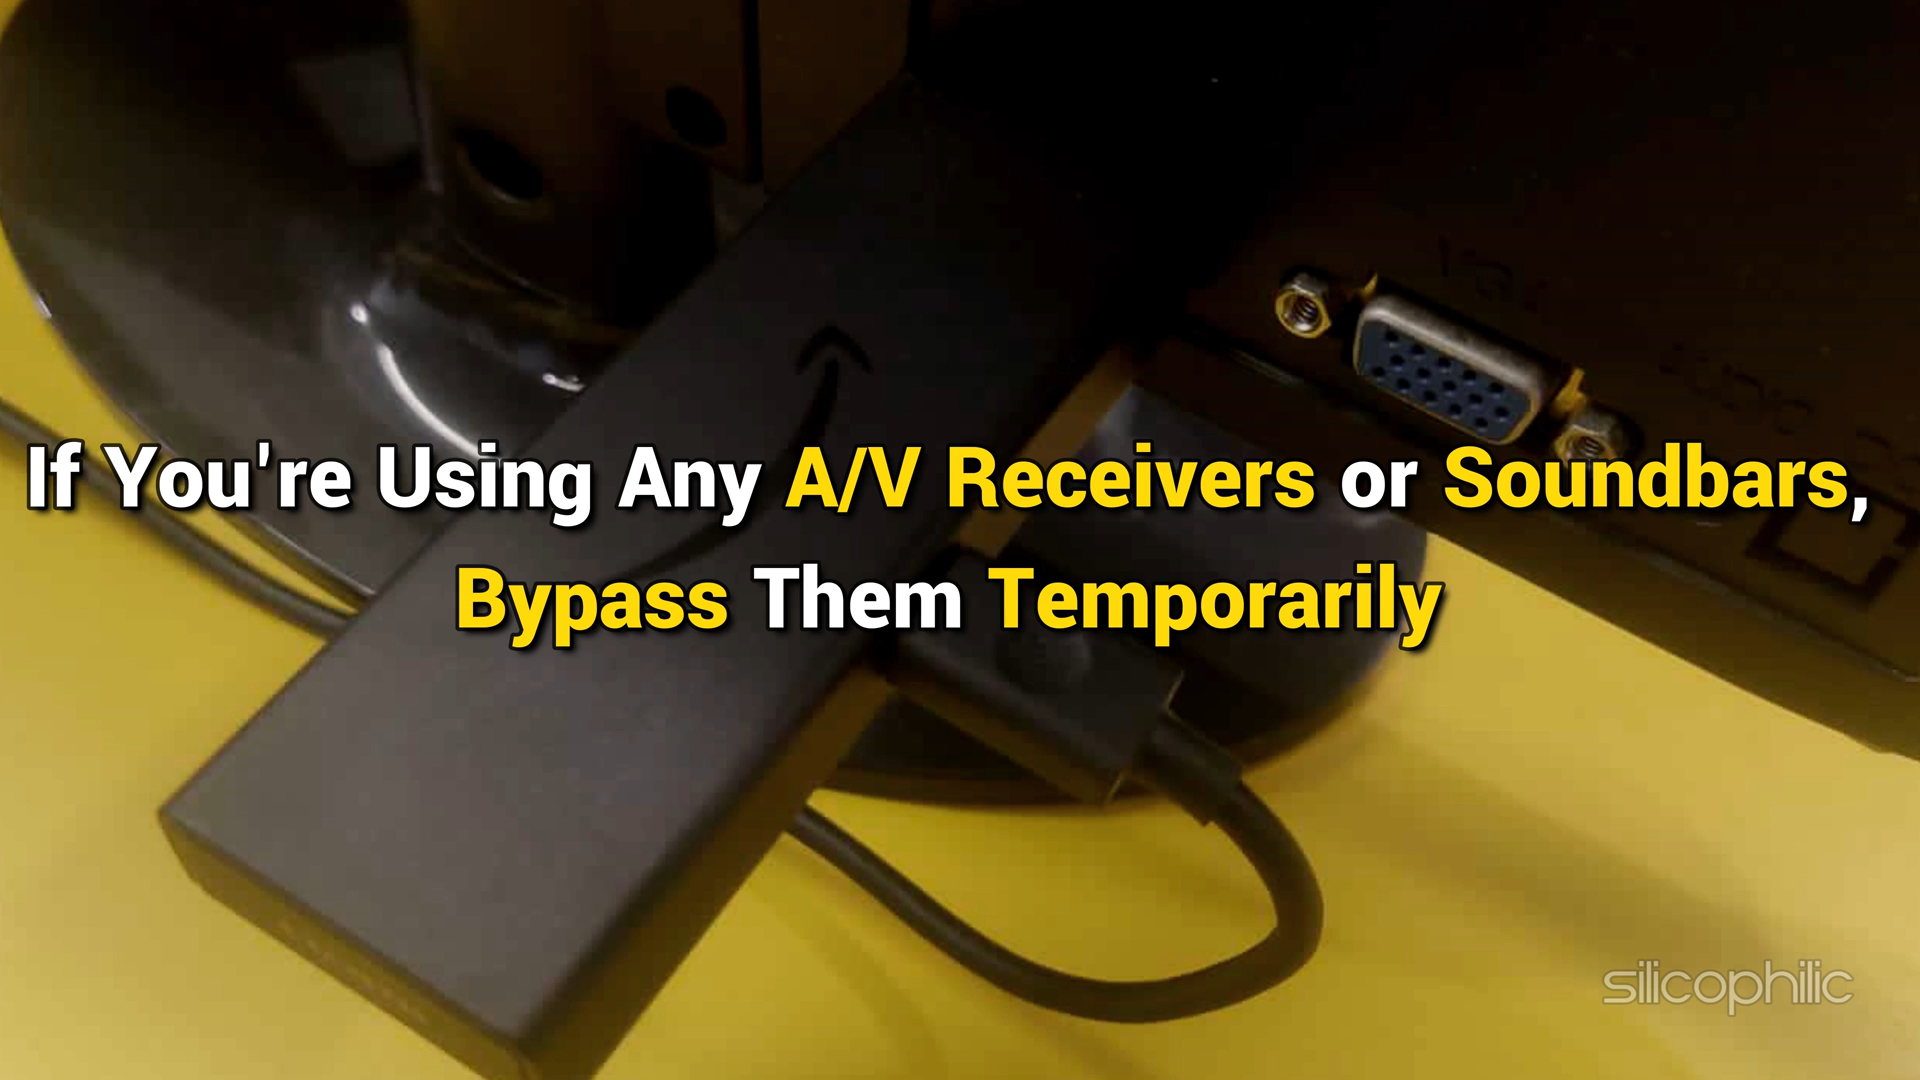 If You're Using Any A/V Receivers or Soundbars,
Bypass Them Temporarily
silicophilic